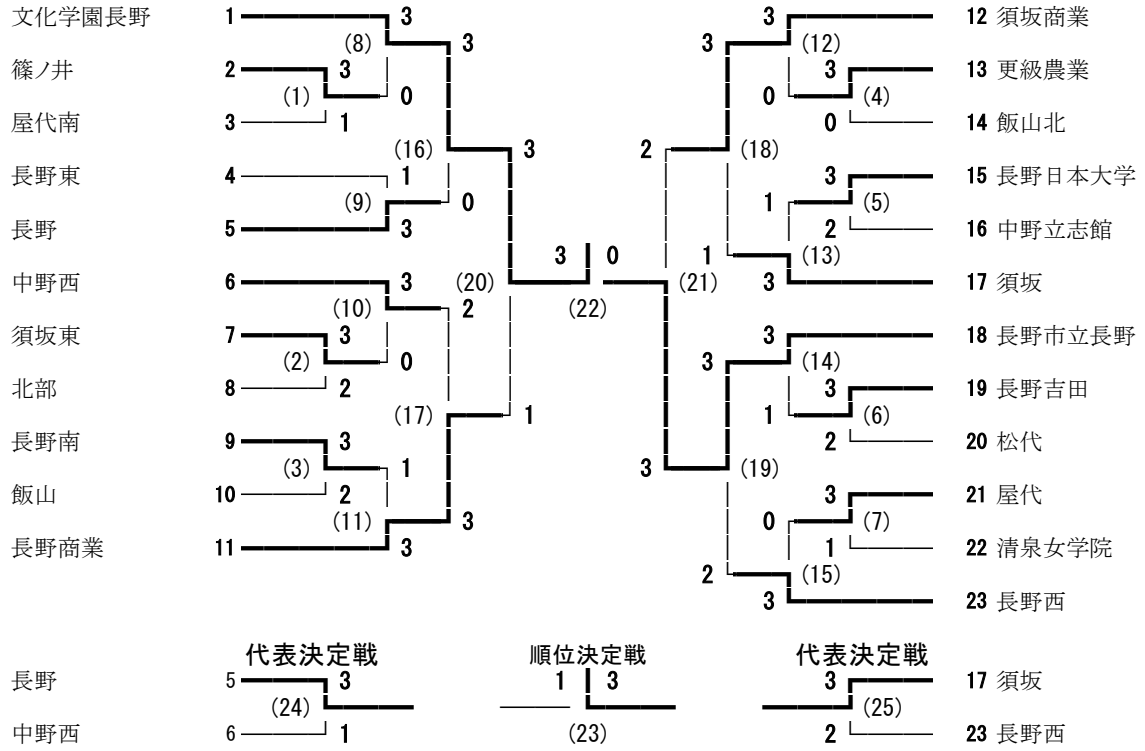 文化学園長野 1 3 3 12 須坂商業
(8) 3 3 (12)
篠ノ井 2 3 3 13 更級農業
(1) 0 0 (4)
屋代南 3 1 0 14 飯山北
(16) 3 2 (18)
長野東 4 1 3 15 長野日本大学
(9) 0 1 (5)
長野 5 3 2 16 中野立志館
3 0 1 (13)
中野西 6 3 (20) (21) 3 17 須坂
(10) 2 (22)
須坂東 7 3 3 18 長野市立長野
(2) 0 3 (14)
北部 8 2 3 19 長野吉田
(17) 1 1 (6)
長野南 9 3 2 20 松代
(3) 1 3 (19)
飯山 10 2 3 21 屋代
(11) 3 0 (7)
長野商業 11 3 1 22 清泉女学院
2 (15)
3 23 長野西
代表決定戦 順位決定戦 代表決定戦
長野 5 3 1 3 3 17 須坂
(24) (23) (25)
中野西 6 1 2 23 長野西